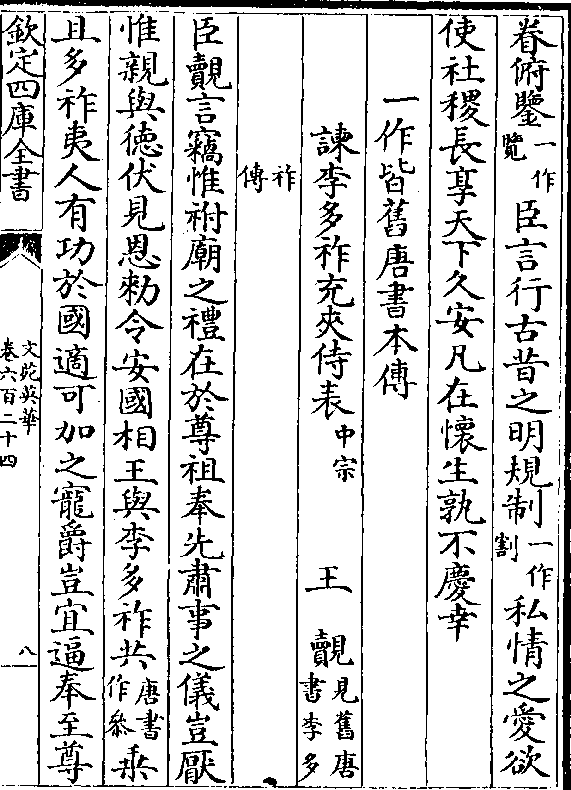 眷俯鑒一作覽臣言行古昔之明規制一作割私情之愛欲
使社稷長享天下久安凡在懷生孰不慶幸
一作皆舊唐書本傳
諫李多祚充夾侍表中宗 王覿見舊唐書李多
祚傳
臣覿言竊惟祔廟之禮在於尊祖奉先肅事之儀豈厭
惟親與德伏見恩勑令安國相王與李多祚共唐書作叅乗
且多祚夷人有功於國適可加之寵爵豈宜逼奉至尊
欽定四庫全書
文苑英華
卷六百二十四
八